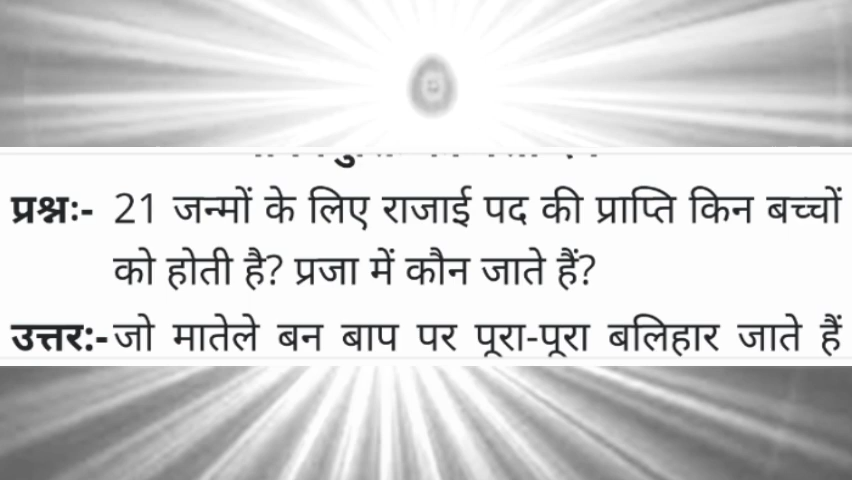 प्रश्नः- 21 जन्मों के लिए राजाई पद की प्राप्ति किन बच्चों
को होती है? प्रजा में कौन जाते हैं?
उत्तर:- जो मातेले बन बाप पर पूरा-पूरा बलिहार जाते हैं